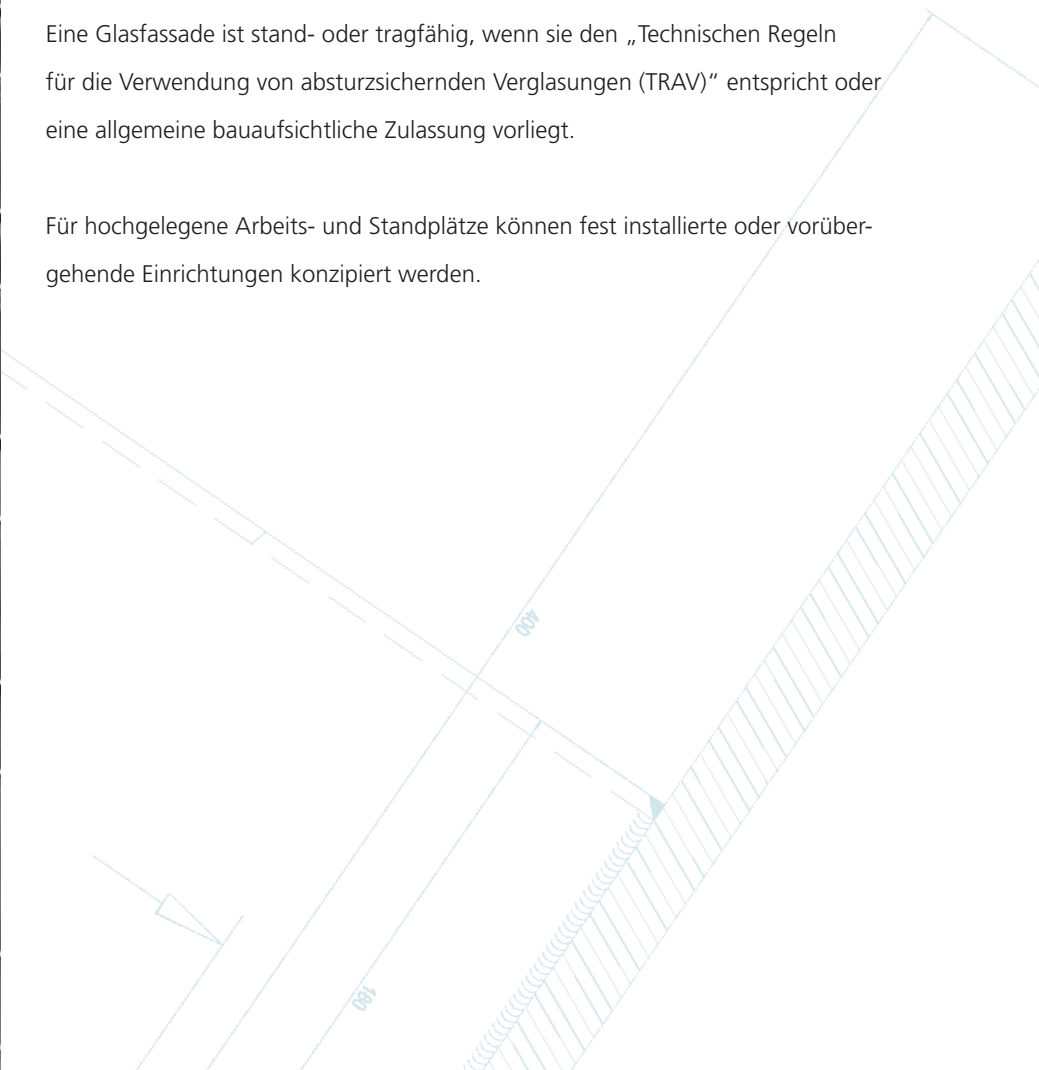 Eine Glasfassade ist stand- oder tragfähig, wenn sie den „Technischen Regeln
für die Verwendung von absturzsichernden Verglasungen (TRAV)“ entspricht oder
eine allgemeine bauaufsichtliche Zulassung vorliegt.
Für hochgelegene Arbeits- und Standplätze können fest installierte oder vorüber-
gehende Einrichtungen konzipiert werden.
400
180